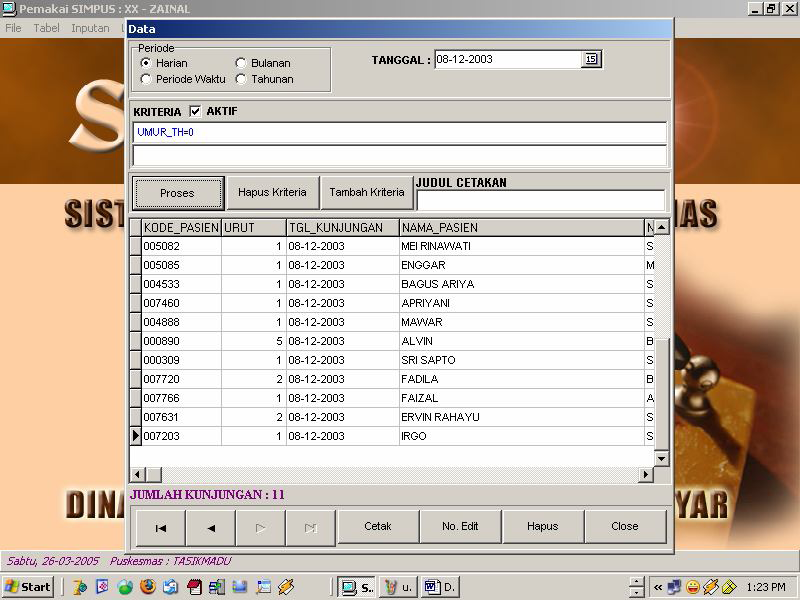 Pemakai SIMPUS : XX - ZAINAL
File Tabel Inputan
Data
Periode
Harian Bulanan
Periode Waktu Tahunan
TANGGAL : 08-12-2003 15
KRITERIA AKTIF
UMUR_TH=0
Proses Hapus Kriteria Tambah Kriteria JUDUL CETAKAN
KODE_PASIEN URUT TGL_KUNJUNGAN NAMA_PASIEN N
005082 1 08-12-2003 MEI RINAWATI S
005085 1 08-12-2003 ENGGAR M
004533 1 08-12-2003 BAGUS ARIYA S
007460 1 08-12-2003 APRIYANI S
004888 1 08-12-2003 MAWAR S
000890 5 08-12-2003 ALVIN B
000309 1 08-12-2003 SRI SAPTO S
007720 2 08-12-2003 FADILA B
007766 1 08-12-2003 FAIZAL A
007631 2 08-12-2003 ERVIN RAHAYU S
007203 1 08-12-2003 IRGO S
JUMLAH KUNJUNGAN : 11
Cetak No. Edit Hapus Close
S
SIST MAS
DINA YAR
Sabtu, 26-03-2005 Puskesmas : TASIKMADU
Start S.. u. D. « 1:23 PM